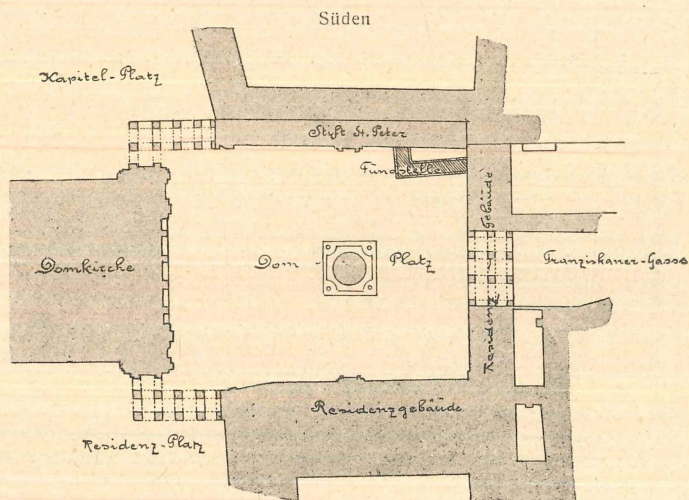 Süden
Kapitel-Platz
Stift St. Peter
Fundstelle
Residenz Gebäude
Domkirche
Dom - Platz
Franziskaner-Gasse
Residenzgebäude
Residenz-Platz